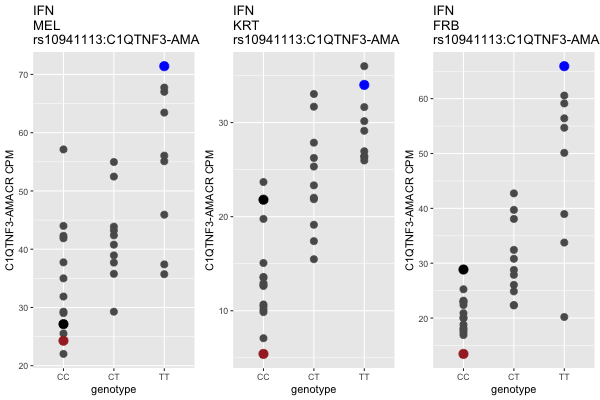 IFN
MEL
rs10941113:C1QTNF3-AMA
C1QTNF3-AMACR CPM
70
60
50
40
30
20
CC
CT
TT
genotype
IFN
KRT
rs10941113:C1QTNF3-AMA
C1QTNF3-AMACR CPM
30
20
10
CC
CT
TT
genotype
IFN
FRB
rs10941113:C1QTNF3-AMA
C1QTNF3-AMACR CPM
60
50
40
30
20
CC
CT
TT
genotype